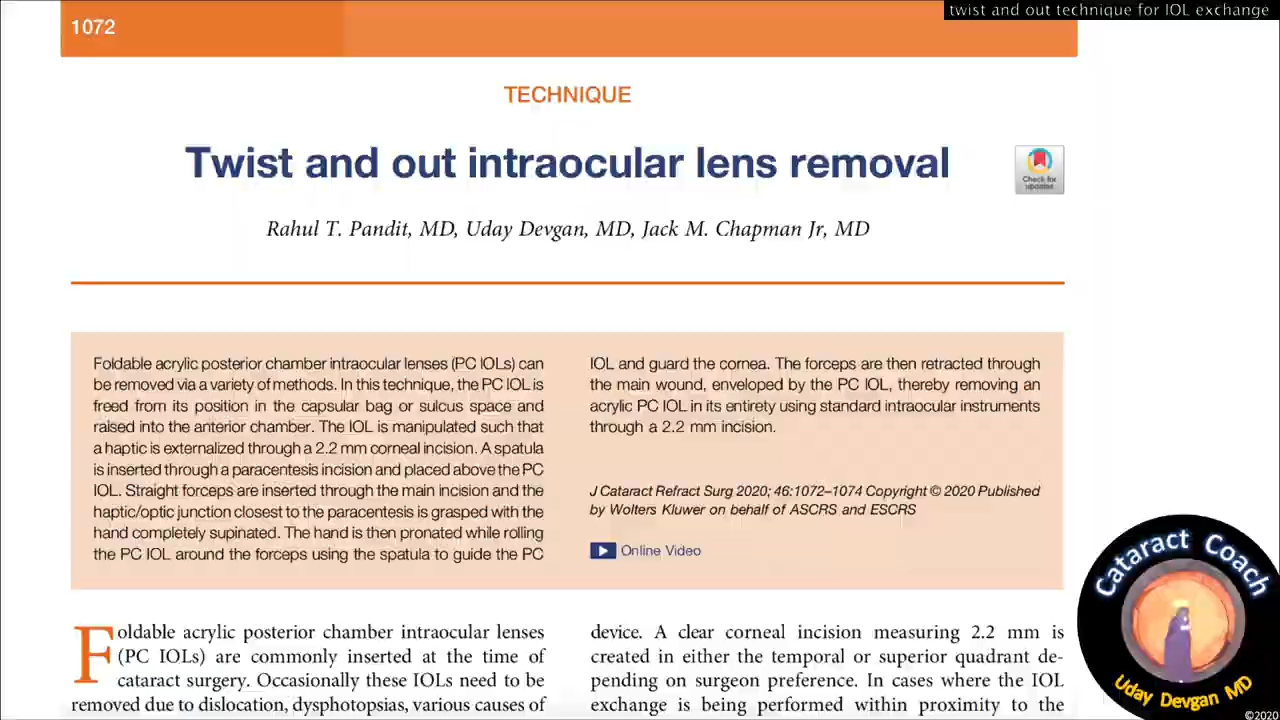 twist and out technique for IOL exchange
1072
TECHNIQUE
Twist and out intraocular lens removal
Check for
updates
Rahul T. Pandit, MD, Uday Devgan, MD, Jack M. Chapman Jr, MD
Foldable acrylic posterior chamber intraocular lenses (PC IOLs) can
be removed via a variety of methods. In this technique, the PC IOL is
freed from its position in the capsular bag or sulcus space and
raised into the anterior chamber. The IOL is manipulated such that
a haptic is externalized through a 2.2 mm corneal incision. A spatula
is inserted through a paracentesis incision and placed above the PC
IOL. Straight forceps are inserted through the main incision and the
haptic/optic junction closest to the paracentesis is grasped with the
hand completely supinated. The hand is then pronated while rolling
the PC IOL around the forceps using the spatula to guide the PC
IOL and guard the cornea. The forceps are then retracted through
the main wound, enveloped by the PC IOL, thereby removing an
acrylic PC IOL in its entirety using standard intraocular instruments
through a 2.2 mm incision.
J Cataract Refract Surg 2020; 46:1072–1074 Copyright © 2020 Published
by Wolters Kluwer on behalf of ASCRS and ESCRS
Online Video
Foldable acrylic posterior chamber intraocular lenses
(PC IOLs) are commonly inserted at the time of
cataract surgery. Occasionally these IOLs need to be
removed due to dislocation, dysphotopsias, various causes of
device. A clear corneal incision measuring 2.2 mm is
created in either the temporal or superior quadrant de-
pending on surgeon preference. In cases where the IOL
exchange is being performed within proximity to the
Cataract Coach
Uday Devgan MD
©2020